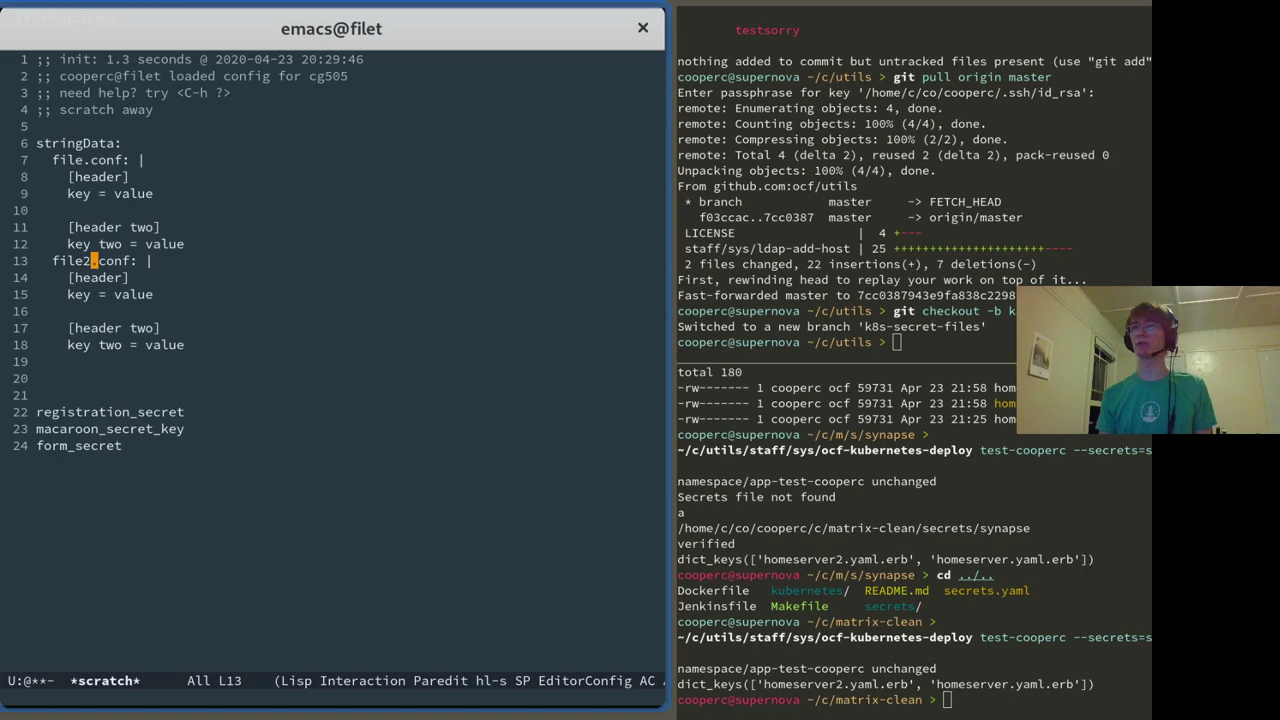 emacs@filet
×
1 ;; init: 1.3 seconds @ 2020-04-23 20:29:46
2 ;; cooperc@filet loaded config for cg505
3 ;; need help? try <C-h ?>
4 ;; scratch away
5
6 stringData:
7 file.conf: |
8 [header]
9 key = value
10
11 [header two]
12 key two = value
13 file2.conf: |
14 [header]
15 key = value
16
17 [header two]
18 key two = value
19
20
21
22 registration_secret
23 macaroon_secret_key
24 form_secret
U:@**- *scratch* All L13 (Lisp Interaction Paredit hl-s SP EditorConfig AC
testsorry
nothing added to commit but untracked files present (use "git add"
cooperc@supernova ~/c/utils > git pull origin master
Enter passphrase for key '/home/c/co/cooperc/.ssh/id_rsa':
remote: Enumerating objects: 4, done.
remote: Counting objects: 100% (4/4), done.
remote: Compressing objects: 100% (2/2), done.
remote: Total 4 (delta 2), reused 2 (delta 2), pack-reused 0
Unpacking objects: 100% (4/4), done.
From github.com:ocf/utils
* branch master -> FETCH_HEAD
f03ccac..7cc0387 master -> origin/master
LICENSE | 4 +---
staff/sys/ldap-add-host | 25 +++++++++++++++++++++----
2 files changed, 22 insertions(+), 7 deletions(-)
First, rewinding head to replay your work on top of it...
Fast-forwarded master to 7cc0387943e9fa838c2298
cooperc@supernova ~/c/utils > git checkout -b k
Switched to a new branch 'k8s-secret-files'
cooperc@supernova ~/c/utils >
total 180
-rw------- 1 cooperc ocf 59731 Apr 23 21:58 hom
-rw------- 1 cooperc ocf 59731 Apr 23 21:58 hom
-rw------- 1 cooperc ocf 59731 Apr 23 21:25 hom
cooperc@supernova ~/c/m/s/synapse >
~/c/utils/staff/sys/ocf-kubernetes-deploy test-cooperc --secrets=s
namespace/app-test-cooperc unchanged
Secrets file not found
a
/home/c/co/cooperc/c/matrix-clean/secrets/synapse
verified
dict_keys(['homeserver2.yaml.erb', 'homeserver.yaml.erb'])
cooperc@supernova ~/c/m/s/synapse > cd ../..
Dockerfile kubernetes/ README.md secrets.yaml
Jenkinsfile Makefile secrets/
cooperc@supernova ~/c/matrix-clean >
~/c/utils/staff/sys/ocf-kubernetes-deploy test-cooperc --secrets=s
namespace/app-test-cooperc unchanged
dict_keys(['homeserver2.yaml.erb', 'homeserver.yaml.erb'])
cooperc@supernova ~/c/matrix-clean >